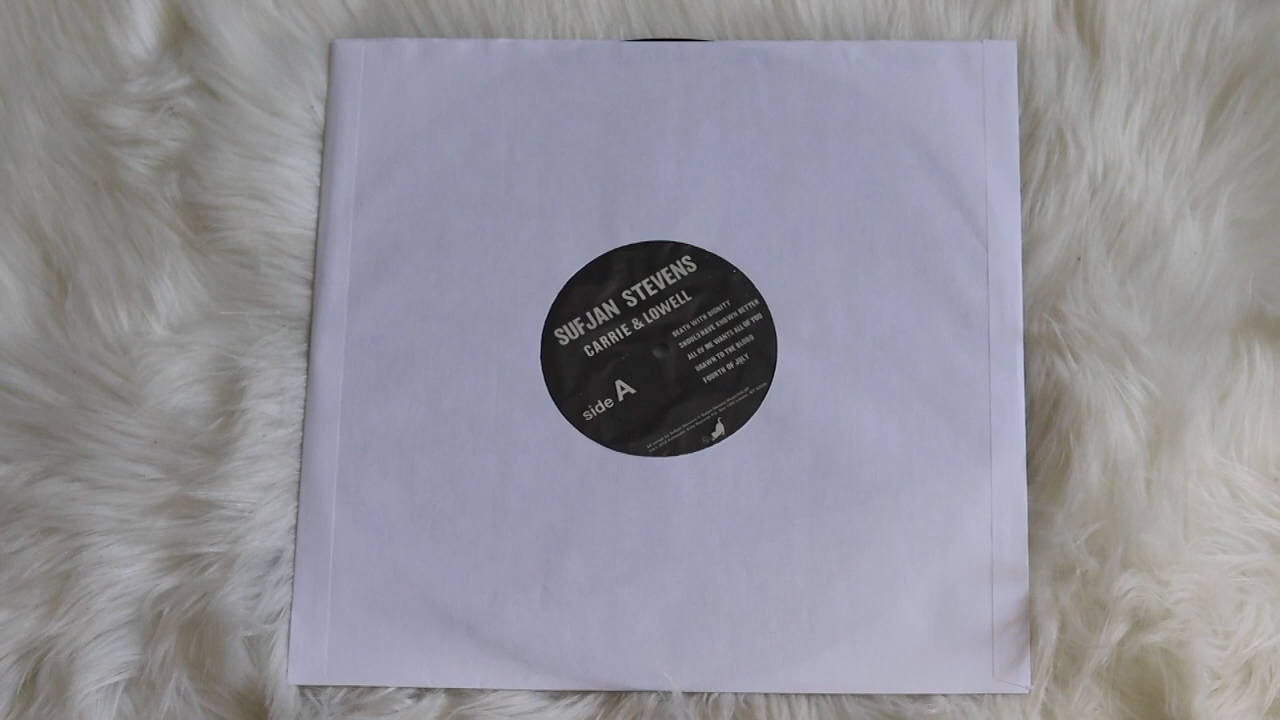 SUFJAN STEVENS
CARRIE & LOWELL
DEATH WITH DIGNITY
SHOULD HAVE KNOWN BETTER
ALL OF ME WANTS ALL OF YOU
DRAWN TO THE BLOOD
FOURTH OF JULY
side A